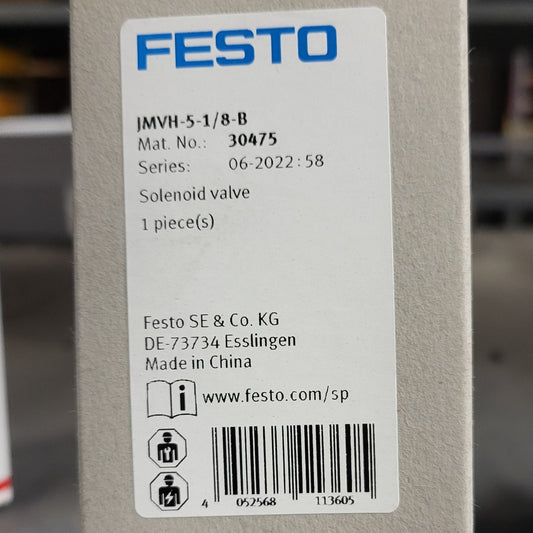 FESTO
JMVH-5-1/8-B
Mat. No.: 30475
Series: 06-2022:58
Solenoid valve
1 piece(s)
Festo SE & Co. KG
DE-73734 Esslingen
Made in China
i www.festo.com/sp
4 052568 113605